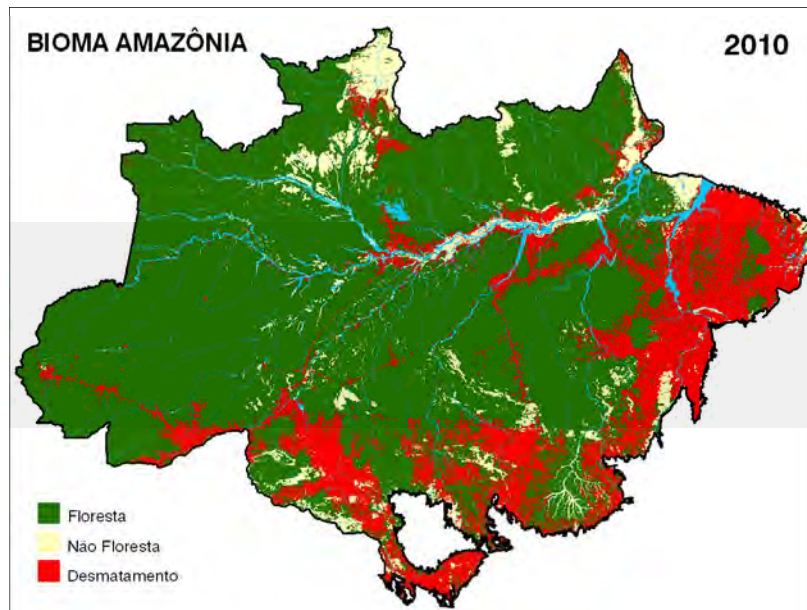 BIOMA AMAZÔNIA
2010
Floresta
Não Floresta
Desmatamento